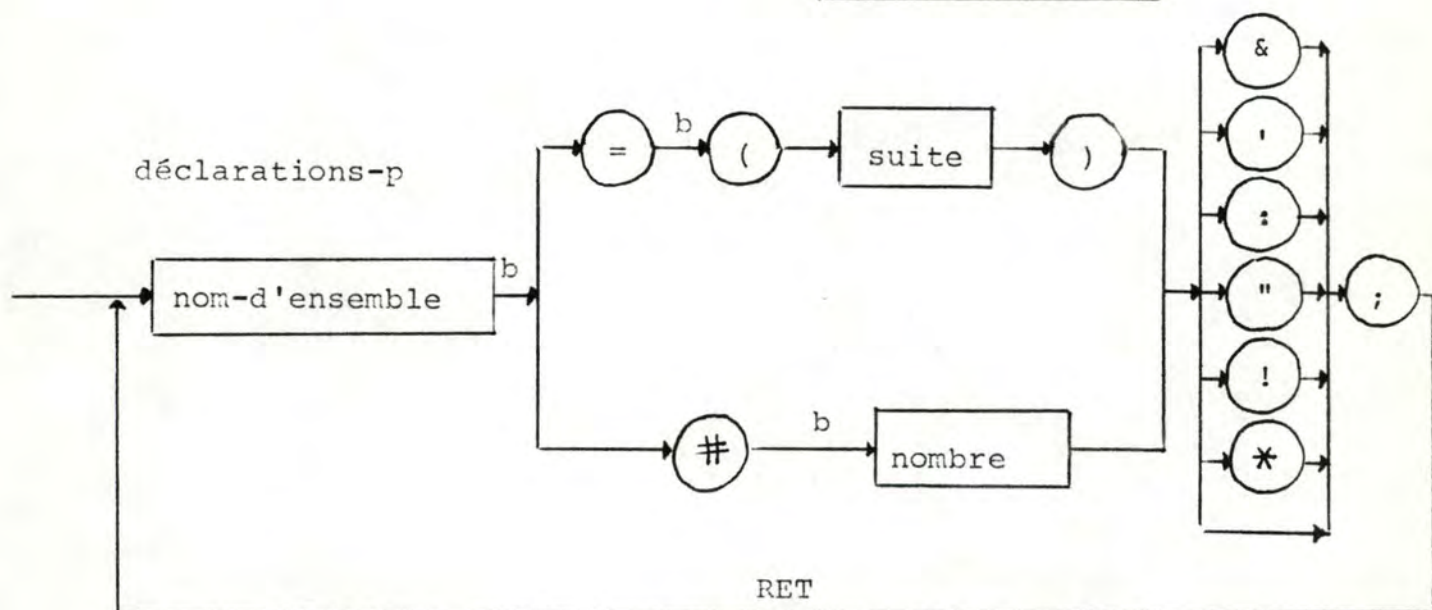 &
b
= ( suite ) '
déclarations-p
:
b
nom-d'ensemble " ;
!
b
# nombre *
RET